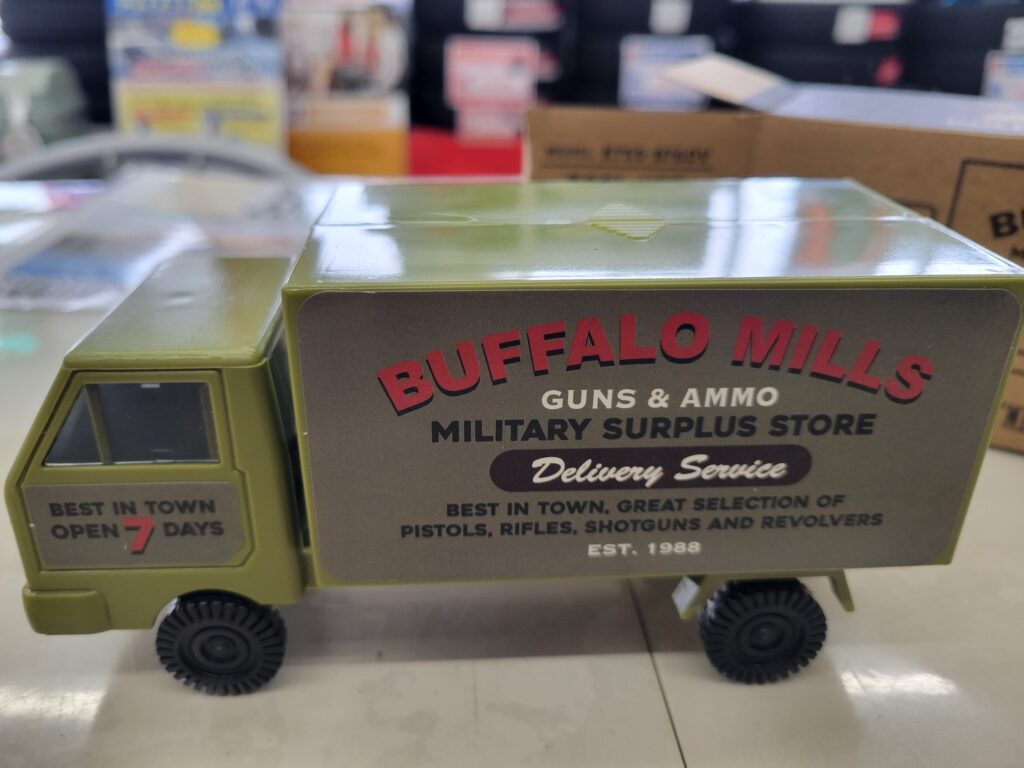 BUFFALO MILLS
GUNS & AMMO
MILITARY SURPLUS STORE
Delivery Service
BEST IN TOWN, GREAT SELECTION OF
PISTOLS, RIFLES, SHOTGUNS AND REVOLVERS
EST. 1988
BEST IN TOWN
OPEN 7 DAYS